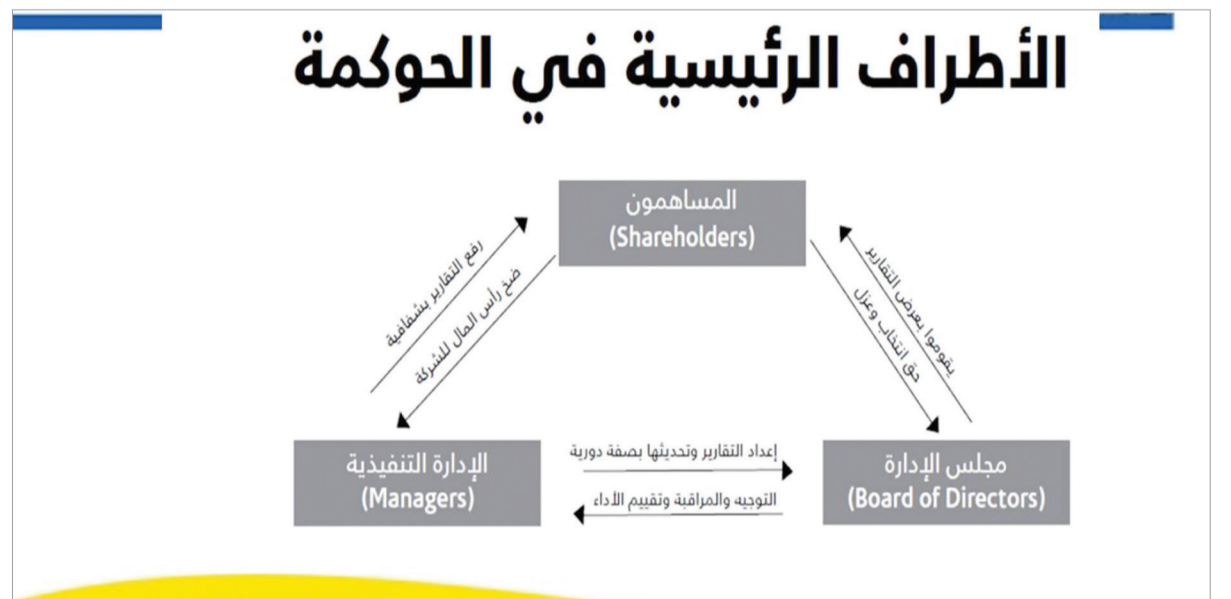 الأطراف الرئيسية في الحوكمة
المساهمون
(Shareholders)
رفع التقارير بشفافية
ضخ رأس المال للشركة
يقوموا بعرض التقارير
حق انتخاب وعزل
الإدارة التنفيذية
(Managers)
إعداد التقارير وتحديثها بصفة دورية
التوجيه والمراقبة وتقييم الأداء
مجلس الإدارة
(Board of Directors)